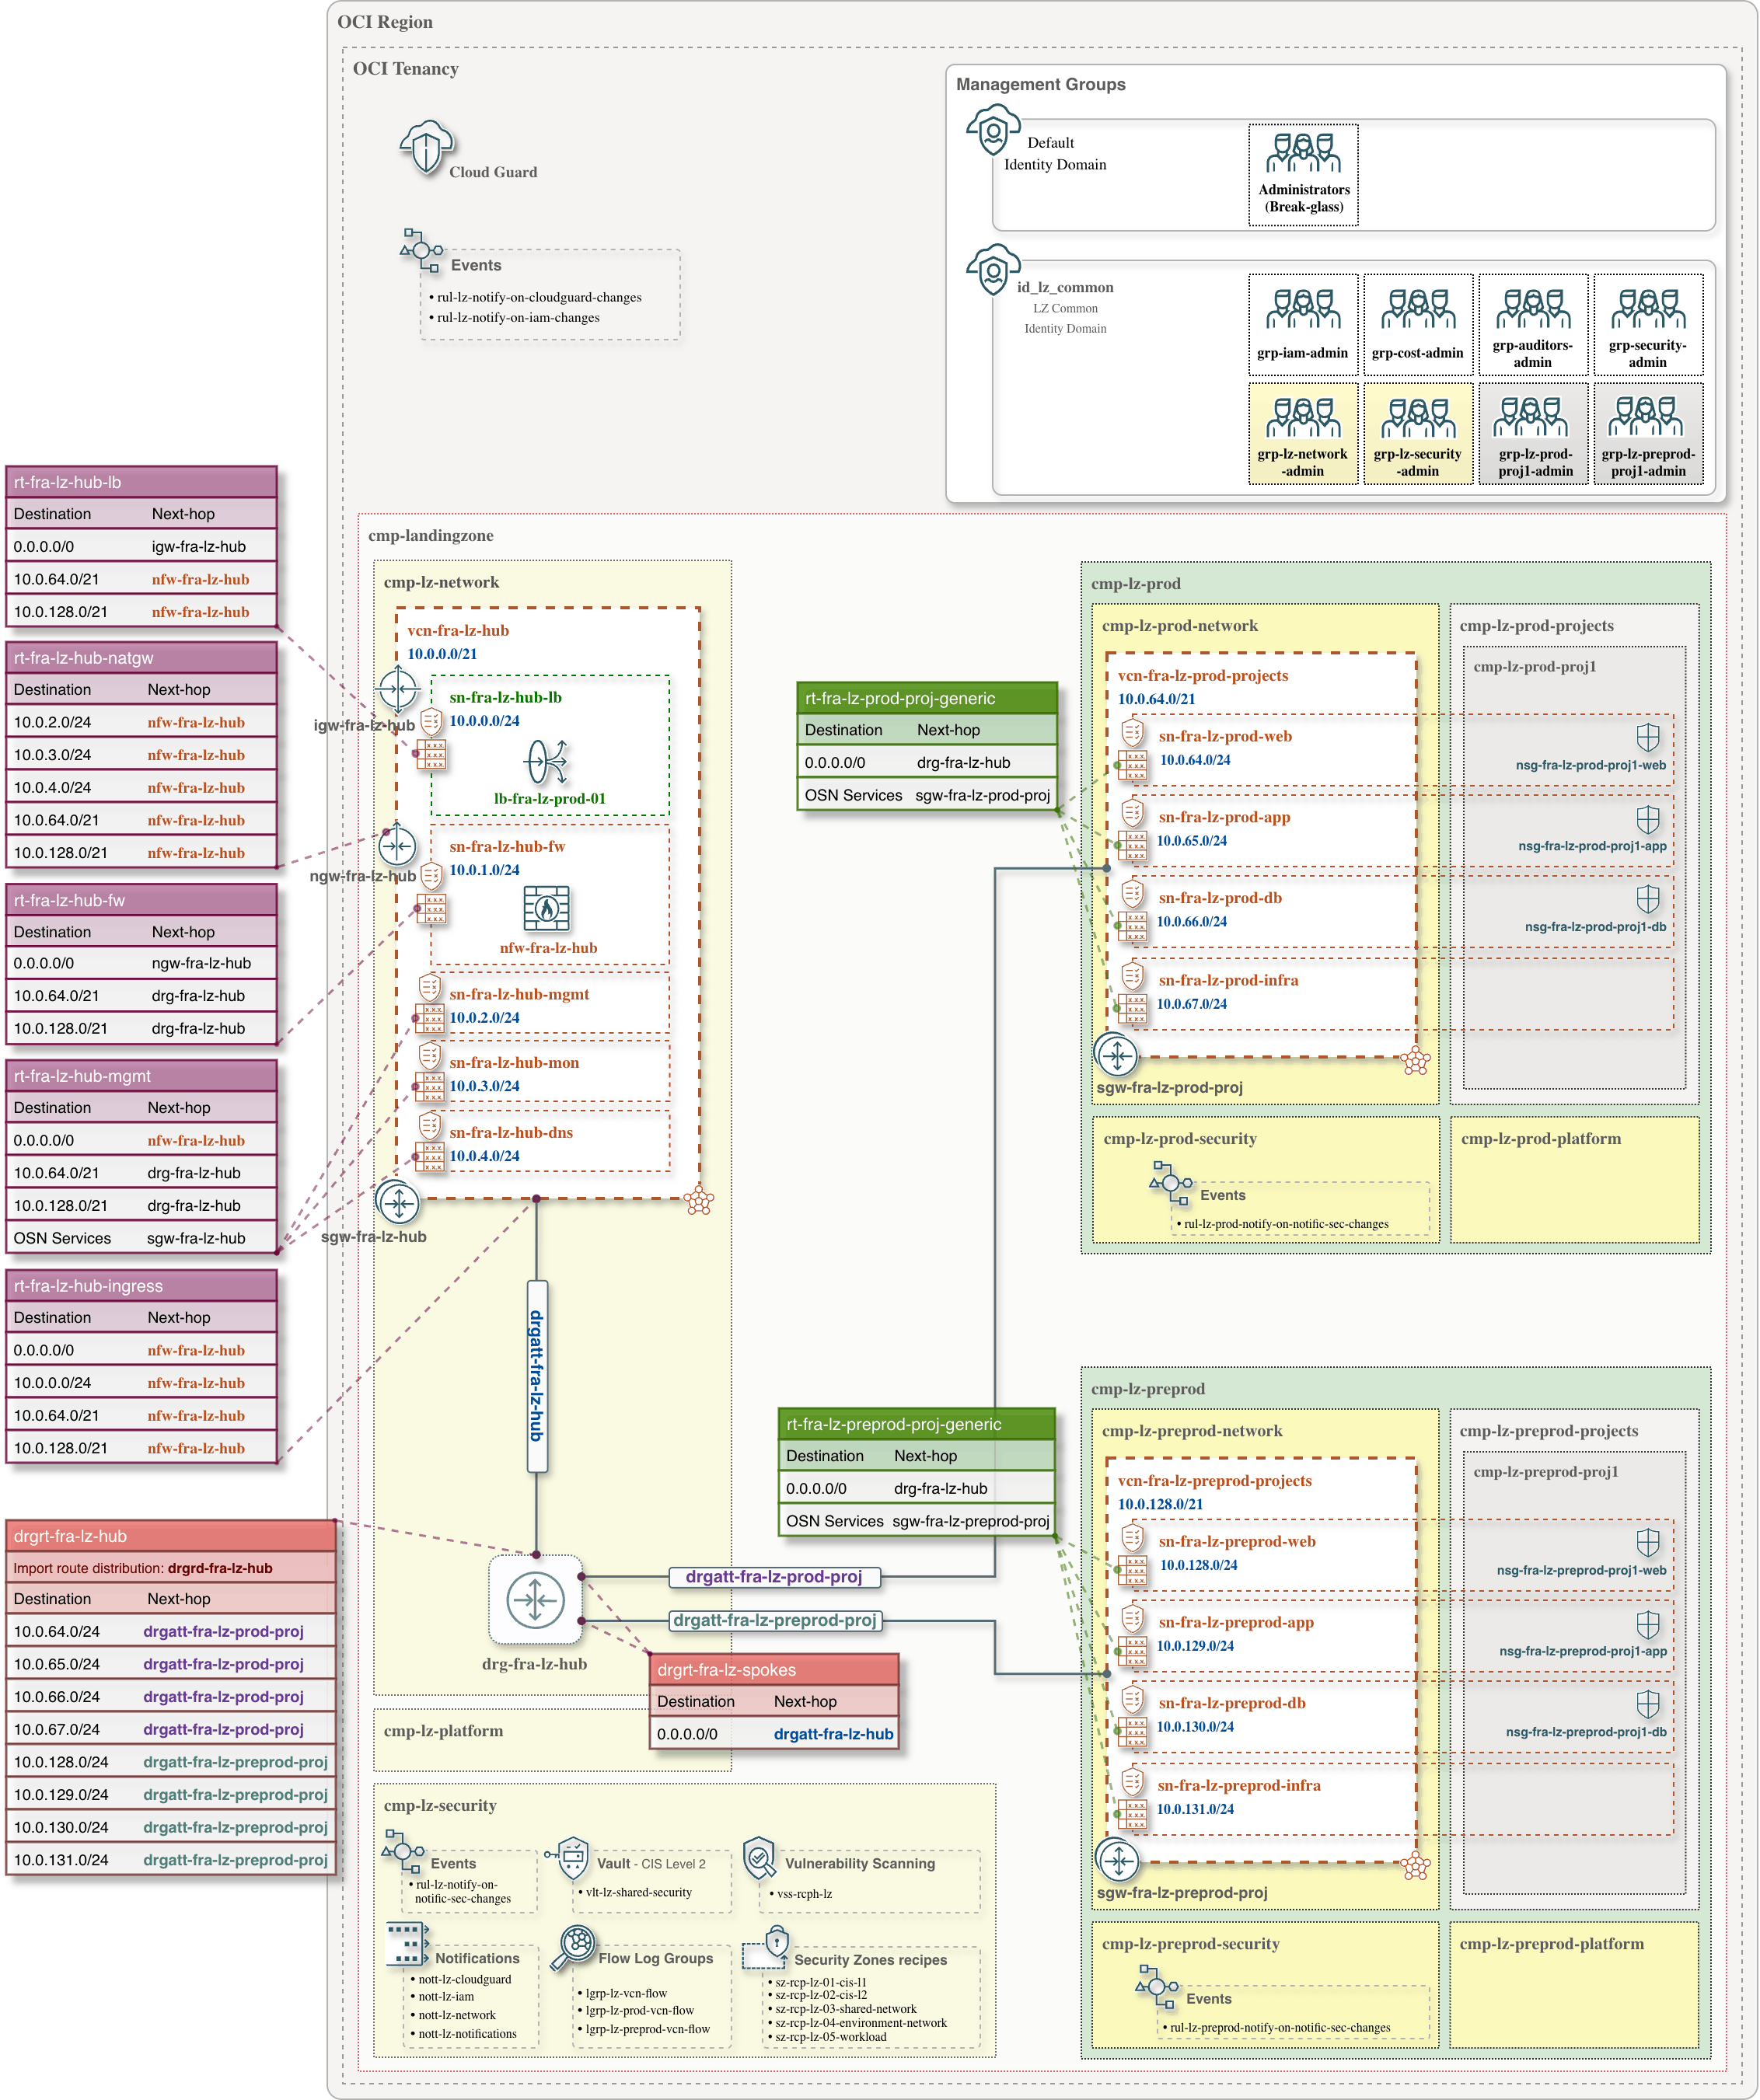 OCI Region
OCI Tenancy
Cloud Guard
Events
• rul-lz-notify-on-cloudguard-changes
• rul-lz-notify-on-iam-changes
Management Groups
Default
Identity Domain
Administrators
(Break-glass)
id_lz_common
LZ Common
Identity Domain
grp-iam-admin
grp-cost-admin
grp-auditors-
admin
grp-security-
admin
grp-lz-network
-admin
grp-lz-security
-admin
grp-lz-prod-
proj1-admin
grp-lz-preprod-
proj1-admin
rt-fra-lz-hub-lb
Destination Next-hop
0.0.0.0/0 igw-fra-lz-hub
10.0.64.0/21 nfw-fra-lz-hub
10.0.128.0/21 nfw-fra-lz-hub
rt-fra-lz-hub-natgw
Destination Next-hop
10.0.2.0/24 nfw-fra-lz-hub
10.0.3.0/24 nfw-fra-lz-hub
10.0.4.0/24 nfw-fra-lz-hub
10.0.64.0/21 nfw-fra-lz-hub
10.0.128.0/21 nfw-fra-lz-hub
rt-fra-lz-hub-fw
Destination Next-hop
0.0.0.0/0 ngw-fra-lz-hub
10.0.64.0/21 drg-fra-lz-hub
10.0.128.0/21 drg-fra-lz-hub
rt-fra-lz-hub-mgmt
Destination Next-hop
0.0.0.0/0 nfw-fra-lz-hub
10.0.64.0/21 drg-fra-lz-hub
10.0.128.0/21 drg-fra-lz-hub
OSN Services sgw-fra-lz-hub
rt-fra-lz-hub-ingress
Destination Next-hop
0.0.0.0/0 nfw-fra-lz-hub
10.0.0.0/24 nfw-fra-lz-hub
10.0.64.0/21 nfw-fra-lz-hub
10.0.128.0/21 nfw-fra-lz-hub
drgrt-fra-lz-hub
Import route distribution: drgrd-fra-lz-hub
Destination Next-hop
10.0.64.0/24 drgatt-fra-lz-prod-proj
10.0.65.0/24 drgatt-fra-lz-prod-proj
10.0.66.0/24 drgatt-fra-lz-prod-proj
10.0.67.0/24 drgatt-fra-lz-prod-proj
10.0.128.0/24 drgatt-fra-lz-preprod-proj
10.0.129.0/24 drgatt-fra-lz-preprod-proj
10.0.130.0/24 drgatt-fra-lz-preprod-proj
10.0.131.0/24 drgatt-fra-lz-preprod-proj
cmp-landingzone
cmp-lz-network
vcn-fra-lz-hub
10.0.0.0/21
igw-fra-lz-hub
sn-fra-lz-hub-lb
10.0.0.0/24
lb-fra-lz-prod-01
ngw-fra-lz-hub
sn-fra-lz-hub-fw
10.0.1.0/24
nfw-fra-lz-hub
sn-fra-lz-hub-mgmt
10.0.2.0/24
sn-fra-lz-hub-mon
10.0.3.0/24
sn-fra-lz-hub-dns
10.0.4.0/24
sgw-fra-lz-hub
drgatt-fra-lz-hub
drg-fra-lz-hub
drgatt-fra-lz-prod-proj
drgatt-fra-lz-preprod-proj
drgrt-fra-lz-spokes
Destination Next-hop
0.0.0.0/0 drgatt-fra-lz-hub
cmp-lz-platform
cmp-lz-security
Events
• rul-lz-notify-on-
notific-sec-changes
Vault - CIS Level 2
• vlt-lz-shared-security
Vulnerability Scanning
• vss-rcph-lz
Notifications
• nott-lz-cloudguard
• nott-lz-iam
• nott-lz-network
• nott-lz-notifications
Flow Log Groups
• lgrp-lz-vcn-flow
• lgrp-lz-prod-vcn-flow
• lgrp-lz-preprod-vcn-flow
Security Zones recipes
• sz-rcp-lz-01-cis-l1
• sz-rcp-lz-02-cis-l2
• sz-rcp-lz-03-shared-network
• sz-rcp-lz-04-environment-network
• sz-rcp-lz-05-workload
rt-fra-lz-prod-proj-generic
Destination Next-hop
0.0.0.0/0 drg-fra-lz-hub
OSN Services sgw-fra-lz-prod-proj
cmp-lz-prod
cmp-lz-prod-network
vcn-fra-lz-prod-projects
10.0.64.0/21
sn-fra-lz-prod-web
10.0.64.0/24
sn-fra-lz-prod-app
10.0.65.0/24
sn-fra-lz-prod-db
10.0.66.0/24
sn-fra-lz-prod-infra
10.0.67.0/24
sgw-fra-lz-prod-proj
cmp-lz-prod-projects
cmp-lz-prod-proj1
nsg-fra-lz-prod-proj1-web
nsg-fra-lz-prod-proj1-app
nsg-fra-lz-prod-proj1-db
cmp-lz-prod-security
Events
• rul-lz-prod-notify-on-notific-sec-changes
cmp-lz-prod-platform
rt-fra-lz-preprod-proj-generic
Destination Next-hop
0.0.0.0/0 drg-fra-lz-hub
OSN Services sgw-fra-lz-preprod-proj
cmp-lz-preprod
cmp-lz-preprod-network
vcn-fra-lz-preprod-projects
10.0.128.0/21
sn-fra-lz-preprod-web
10.0.128.0/24
sn-fra-lz-preprod-app
10.0.129.0/24
sn-fra-lz-preprod-db
10.0.130.0/24
sn-fra-lz-preprod-infra
10.0.131.0/24
sgw-fra-lz-preprod-proj
cmp-lz-preprod-projects
cmp-lz-preprod-proj1
nsg-fra-lz-preprod-proj1-web
nsg-fra-lz-preprod-proj1-app
nsg-fra-lz-preprod-proj1-db
cmp-lz-preprod-security
Events
• rul-lz-preprod-notify-on-notific-sec-changes
cmp-lz-preprod-platform